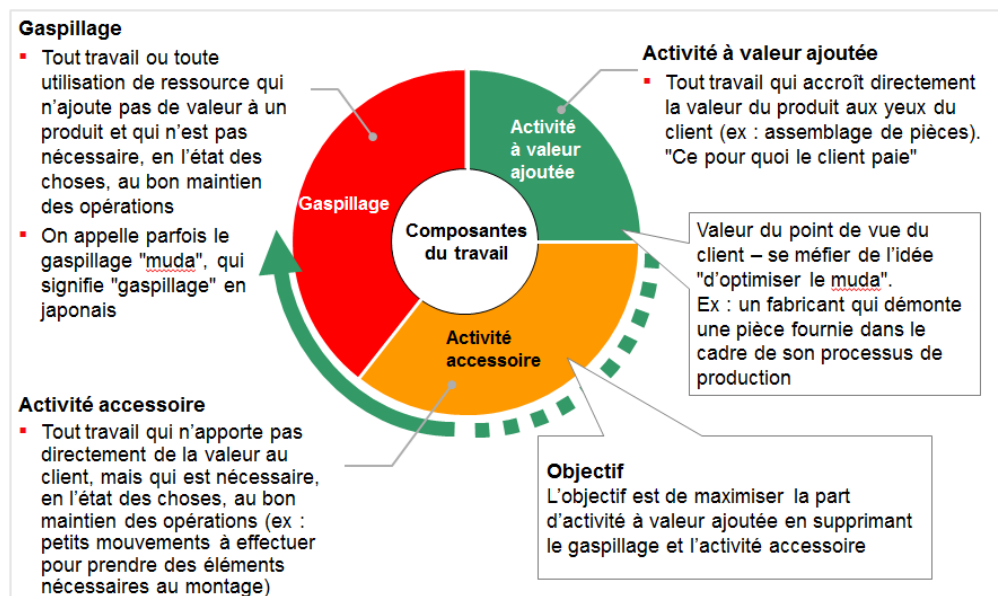 Gaspillage
▪ Tout travail ou toute
utilisation de ressource qui
n'ajoute pas de valeur à un
produit et qui n'est pas
nécessaire, en l'état des
choses, au bon maintien
des opérations
▪ On appelle parfois le
gaspillage "muda", qui
signifie "gaspillage" en
japonais
Activité à valeur ajoutée
▪ Tout travail qui accroît directement
la valeur du produit aux yeux du
client (ex : assemblage de pièces).
"Ce pour quoi le client paie"
Activité
à valeur
ajoutée
Gaspillage
Composantes
du travail
Activité
accessoire
Valeur du point de vue du
client – se méfier de l'idée
"d'optimiser le muda".
Ex : un fabricant qui démonte
une pièce fournie dans le
cadre de son processus de
production
Activité accessoire
▪ Tout travail qui n'apporte pas
directement de la valeur au
client, mais qui est nécessaire,
en l'état des choses, au bon
maintien des opérations (ex :
petits mouvements à effectuer
pour prendre des éléments
nécessaires au montage)
Objectif
L'objectif est de maximiser la part
d'activité à valeur ajoutée en supprimant
le gaspillage et l'activité accessoire